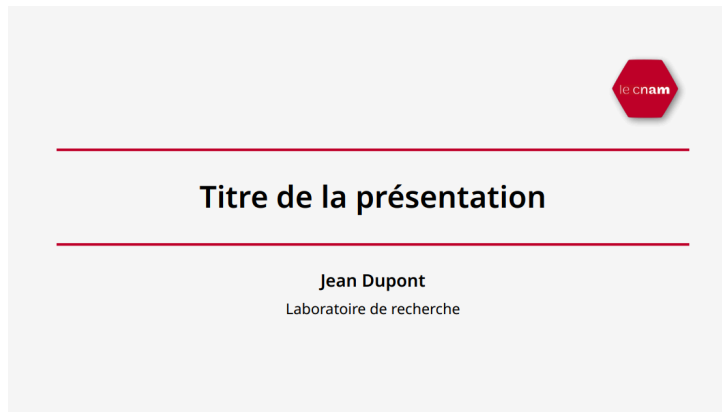 le cnam
Titre de la présentation
Jean Dupont
Laboratoire de recherche